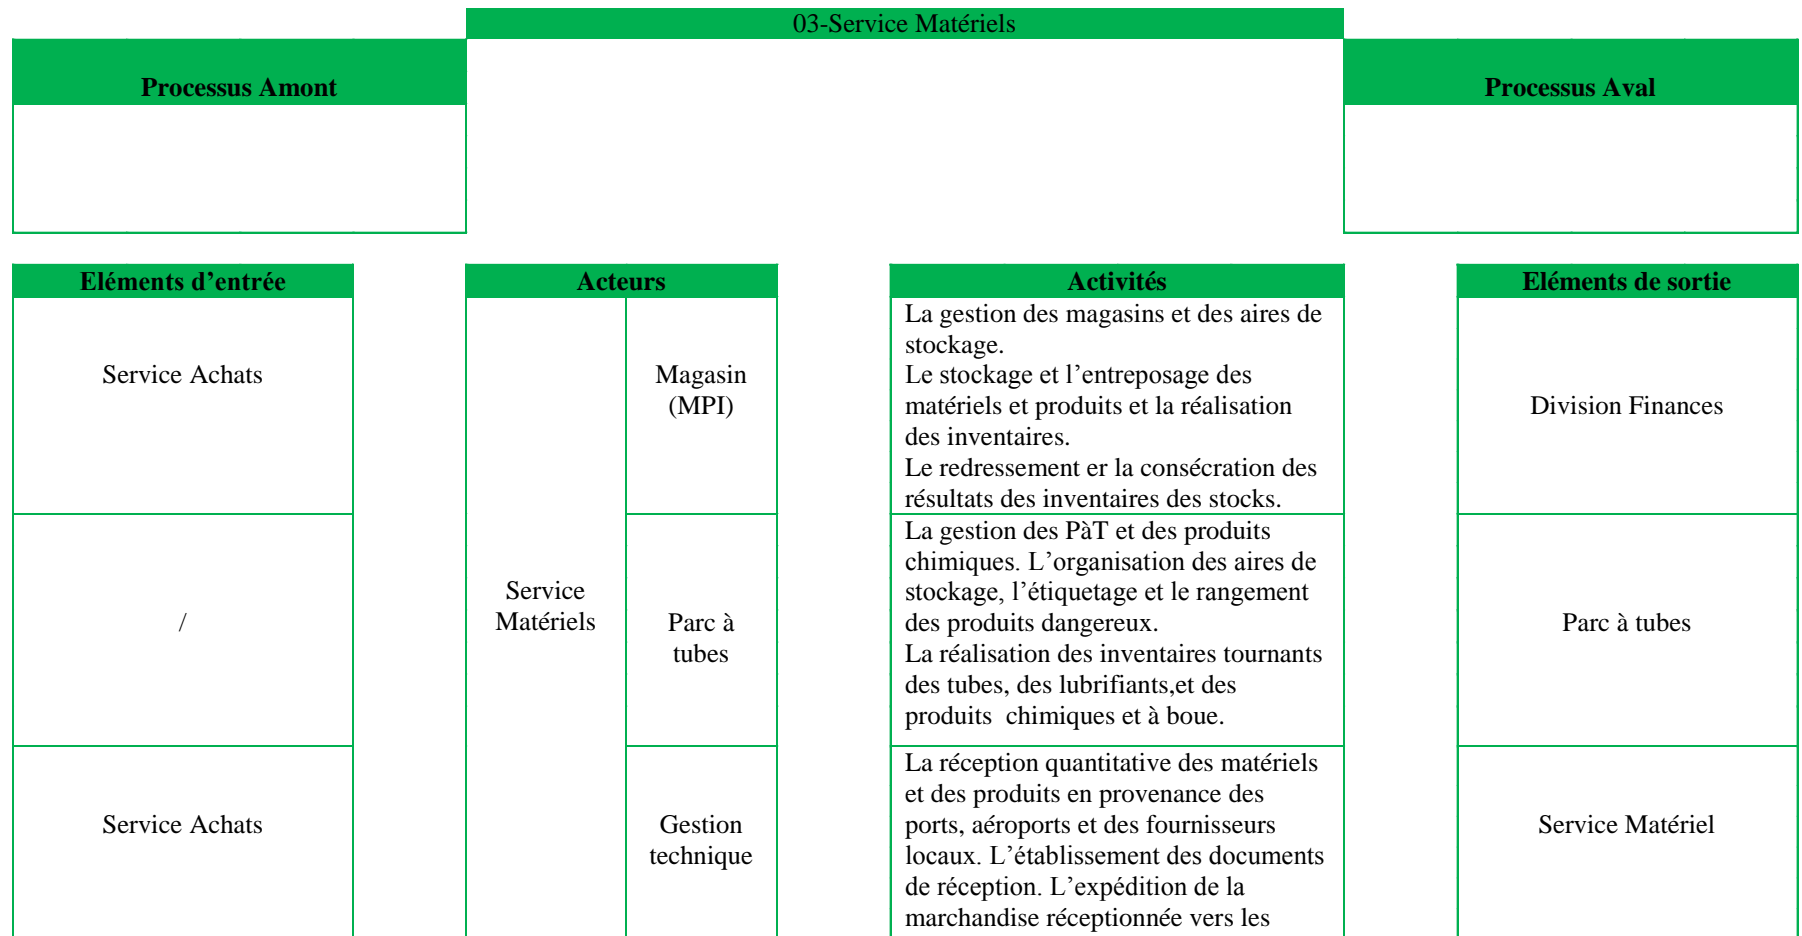 03-Service Matériels
Processus Amont
Processus Aval
Eléments d’entrée
Acteurs
Activités
Eléments de sortie
Service Achats
Service
Matériels
Magasin
(MPI)
La gestion des magasins et des aires de
stockage.
Le stockage et l’entreposage des
matériels et produits et la réalisation
des inventaires.
Le redressement er la consécration des
résultats des inventaires des stocks.
Division Finances
/
Parc à
tubes
La gestion des PàT et des produits
chimiques. L’organisation des aires de
stockage, l’étiquetage et le rangement
des produits dangereux.
La réalisation des inventaires tournants
des tubes, des lubrifiants,et des
produits  chimiques et à boue.
Parc à tubes
Service Achats
Gestion
technique
La réception quantitative des matériels
et des produits en provenance des
ports, aéroports et des fournisseurs
locaux. L’établissement des documents
de réception. L’expédition de la
marchandise réceptionnée vers les
Service Matériel